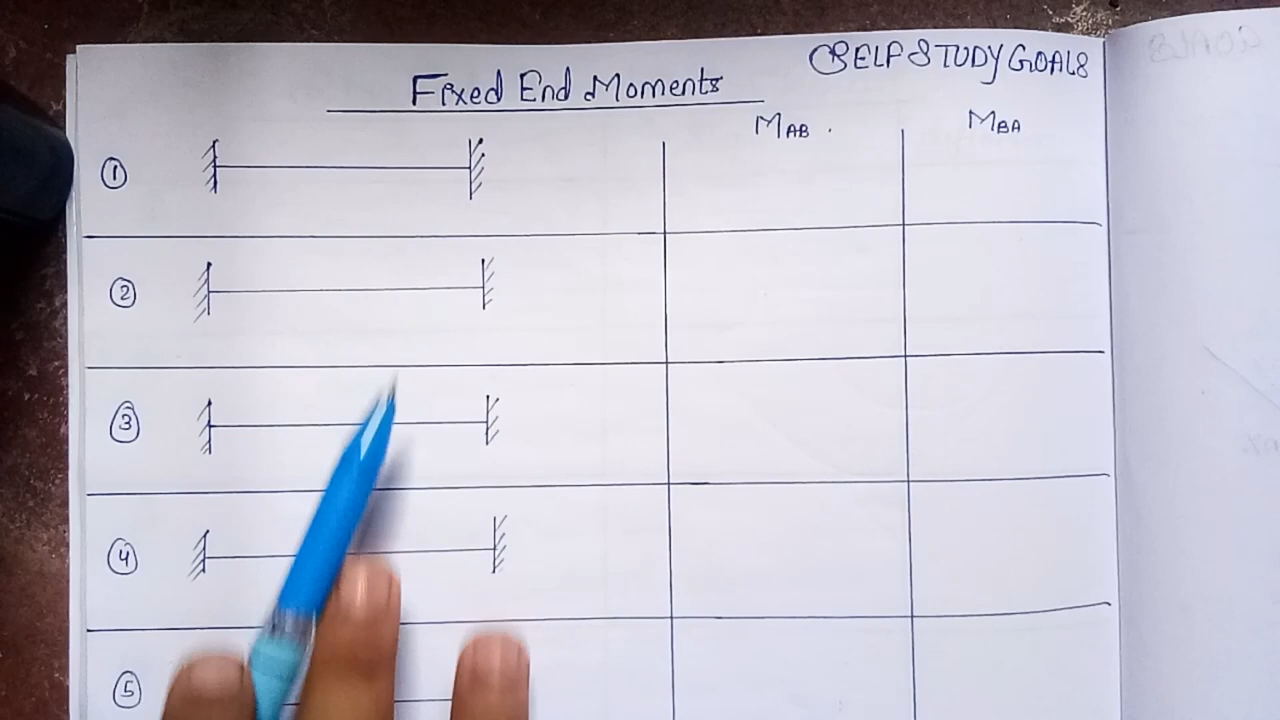 SELF STUDY GOALS
Fixed End Moments
MAB MBA
①
②
③
④
⑤